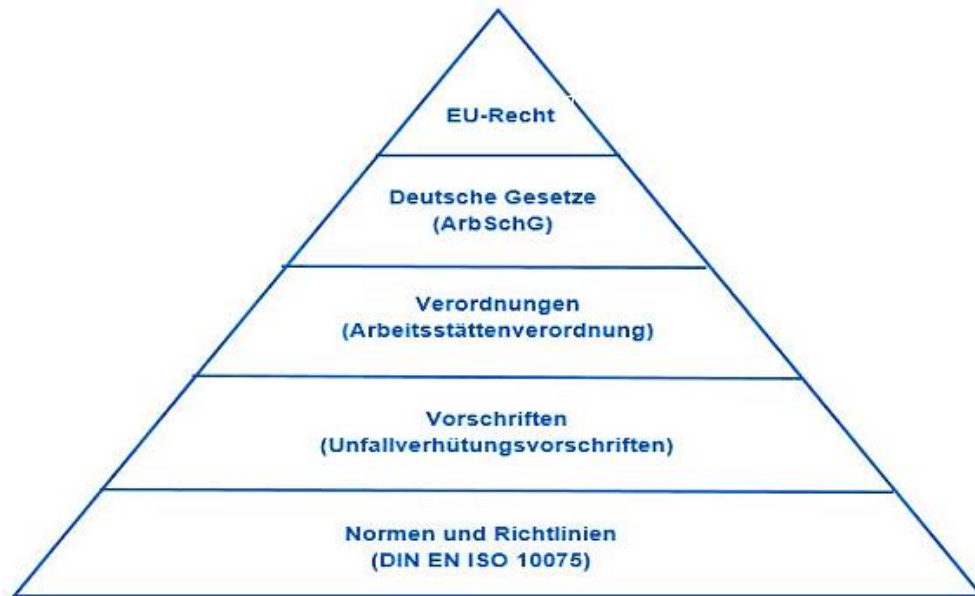 EU-Recht
Deutsche Gesetze
(ArbSchG)
Verordnungen
(Arbeitsstättenverordnung)
Vorschriften
(Unfallverhütungsvorschriften)
Normen und Richtlinien
(DIN EN ISO 10075)